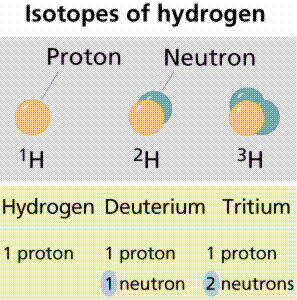 Isotopes of hydrogen
Proton Neutron
¹H ²H ³H
Hydrogen Deuterium Tritium
1 proton 1 proton 1 proton
1 neutron 2 neutrons